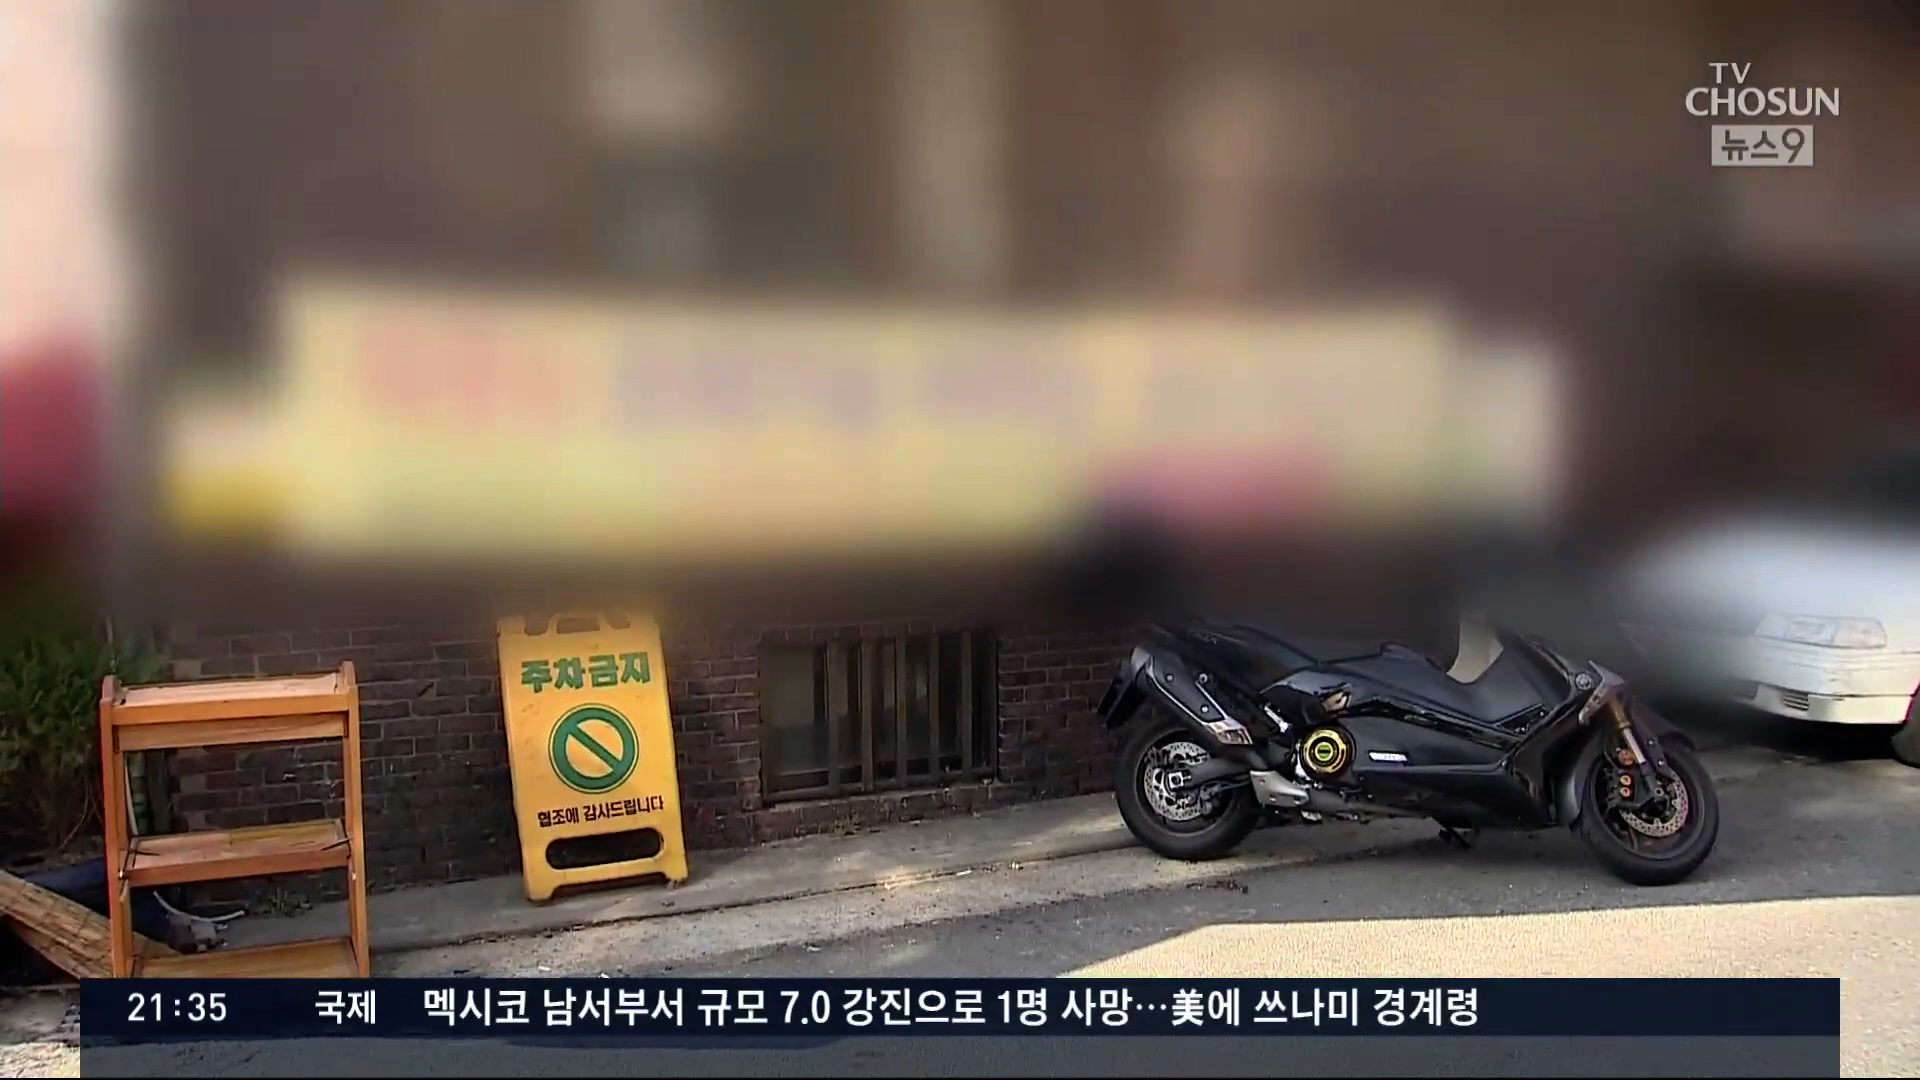 TV
CHOSUN
뉴스9
주차금지
협조에 감사드립니다
21:35 국제 멕시코 남서부서 규모 7.0 강진으로 1명 사망…美에 쓰나미 경계령